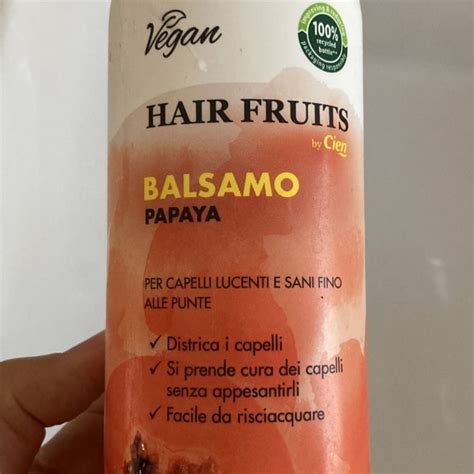 Vegan
100%
recycled
bottle
HAIR FRUITS
by Cien
BALSAMO
PAPAYA
PER CAPELLI LUCENTI E SANI FINO
ALLE PUNTE
✓ Districa i capelli
✓ Si prende cura dei capelli
senza appesantirli
✓ Facile da risciacquare